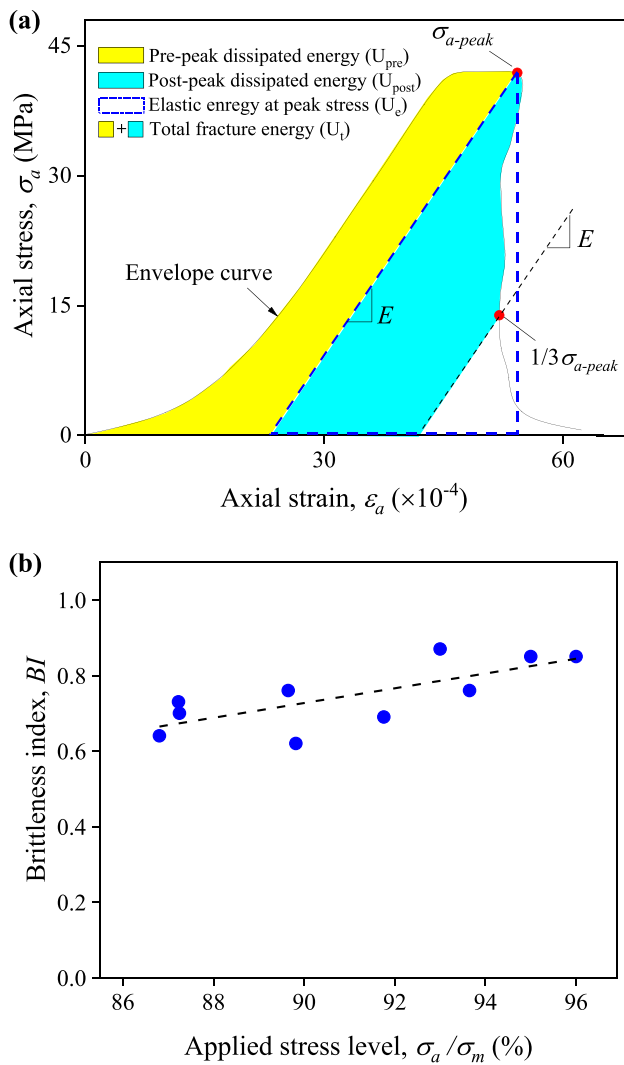 (a)
σa-peak
45
Pre-peak dissipated energy (Upre)
Post-peak dissipated energy (Upost)
Elastic enregy at peak stress (Ue)
+ Total fracture energy (Ut)
30
Axial stress, σa (MPa)
E
Envelope curve
15
E
1/3σa-peak
0
0 30 60
Axial strain, εa (×10-4)
(b)
1.0
0.8
0.6
Brittleness index, BI
0.4
0.2
0.0
86 88 90 92 94 96
Applied stress level, σa/σm (%)